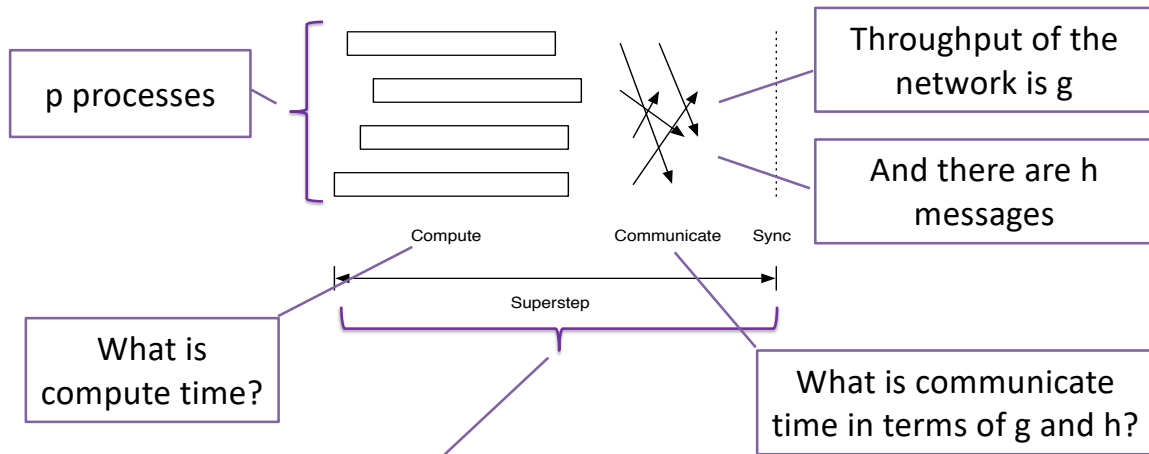 p processes
Throughput of the
network is g
And there are h
messages
Compute
Communicate
Sync
Superstep
What is
compute time?
What is communicate
time in terms of g and h?